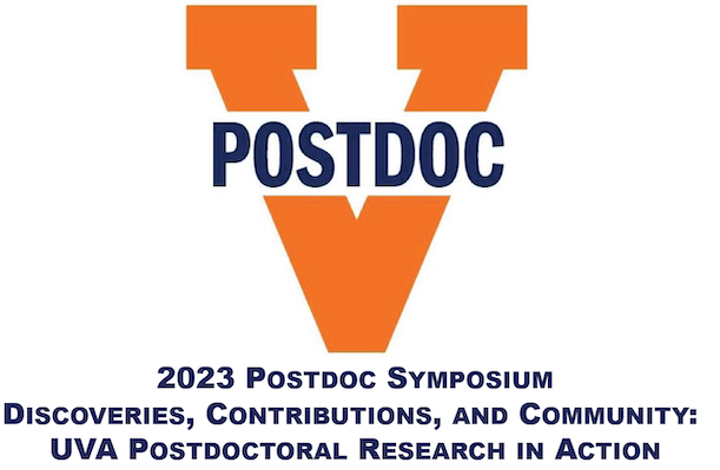 POSTDOC
2023 POSTDOC SYMPOSIUM
DISCOVERIES, CONTRIBUTIONS, AND COMMUNITY:
UVA POSTDOCTORAL RESEARCH IN ACTION